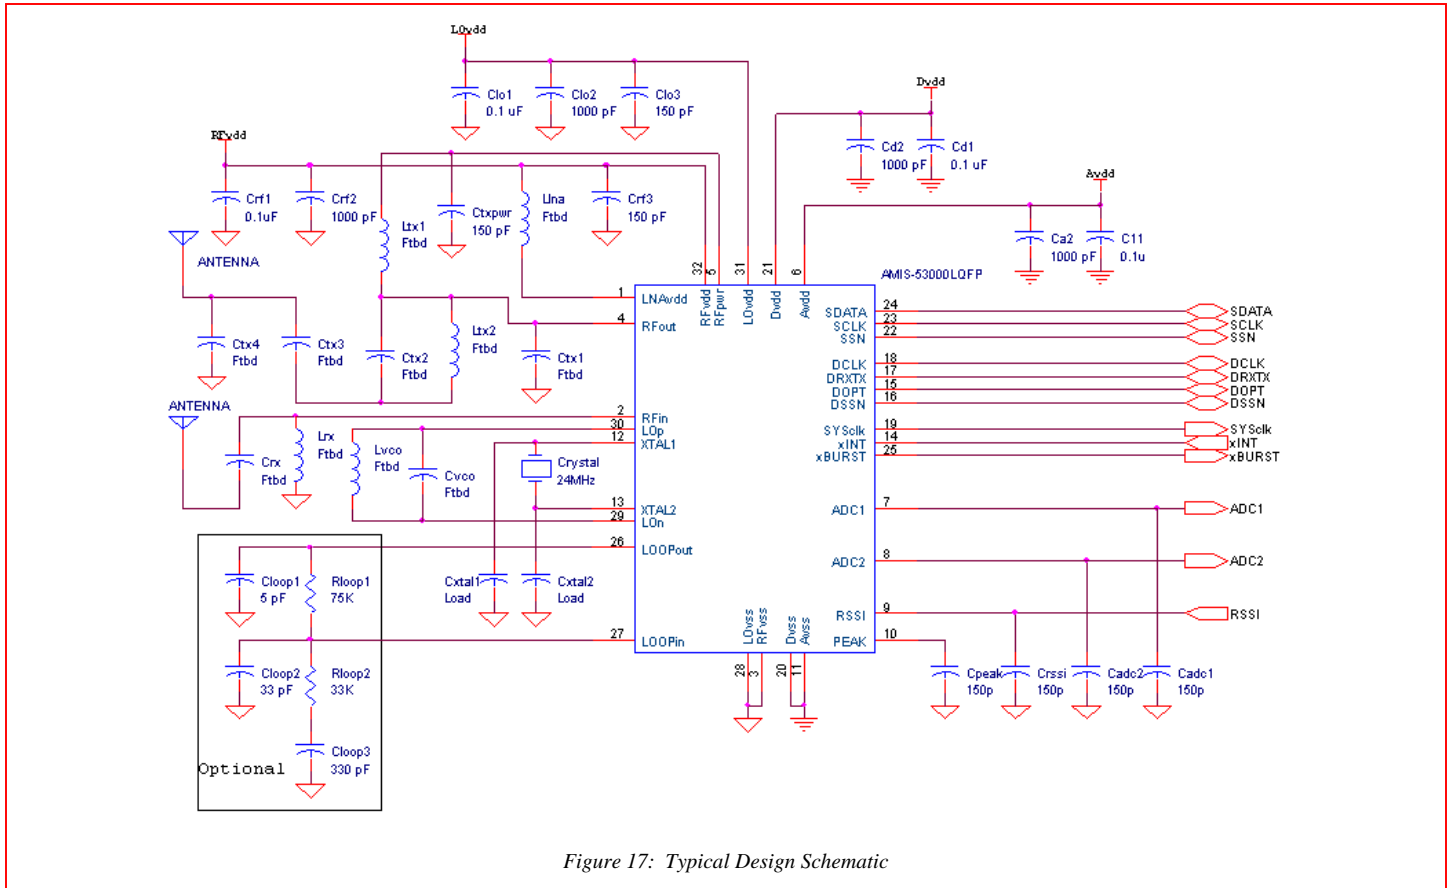 LOvdd
Clo1
0.1 uF
Clo2
1000 pF
Clo3
150 pF
Dvdd
Cd2
1000 pF
Cd1
0.1 uF
RFvdd
Crf1
0.1uF
Crf2
1000 pF
Ltx1
Ftbd
Ctxpwr
150 pF
Llna
Ftbd
Crf3
150 pF
Avdd
Ca2
1000 pF
C11
0.1u
ANTENNA
32
5
31
21
6
AMIS-53000LQFP
1
LNAvdd
RFvdd
RFpwr
LOvdd
Dvdd
Avdd
4
RFout
Ctx4
Ftbd
Ctx3
Ftbd
Ctx2
Ftbd
Ltx2
Ftbd
Ctx1
Ftbd
SDATA
24
SDATA
SCLK
23
SCLK
SSN
22
SSN
DCLK
18
DCLK
DRXTX
17
DRXTX
DOPT
15
DOPT
DSSN
16
DSSN
ANTENNA
2
RFin
30
LOp
12
XTAL1
SYSclk
19
SYSclk
xINT
14
xINT
xBURST
25
xBURST
Crx
Ftbd
Lrx
Ftbd
Lvco
Ftbd
Cvco
Ftbd
Crystal
24MHz
13
XTAL2
29
LOn
ADC1
7
ADC1
26
LOOPout
ADC2
8
ADC2
Cloop1
5 pF
Rloop1
75K
Cxtal1
Load
Cxtal2
Load
RSSI
9
RSSI
27
LOOPin
LOvss
RFvss
Dvss
Avss
PEAK
10
28
3
20
11
Cloop2
33 pF
Rloop2
33K
Cpeak
150p
Crssi
150p
Cadc2
150p
Cadc1
150p
Cloop3
330 pF
Optional
Figure 17: Typical Design Schematic